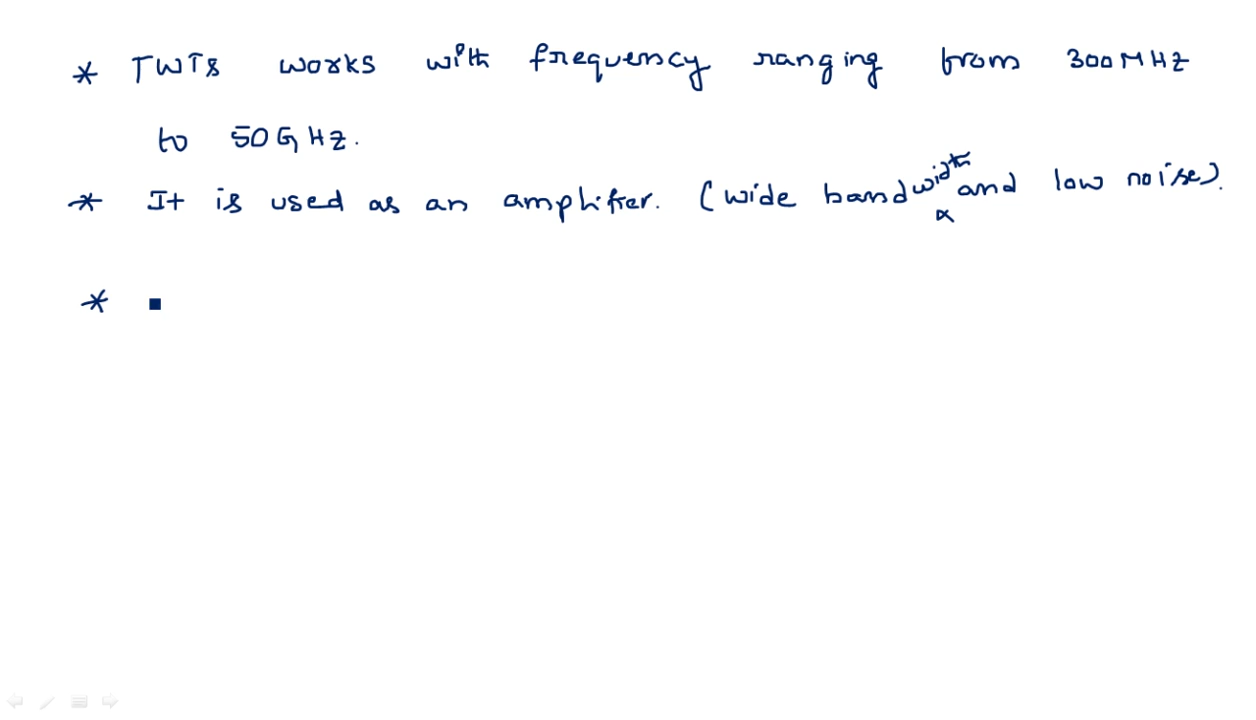 * TWTs works with frequency ranging from 300MHZ
to 50GHZ.
* It is used as an amplifier. (wide bandwidth and low noise).
*